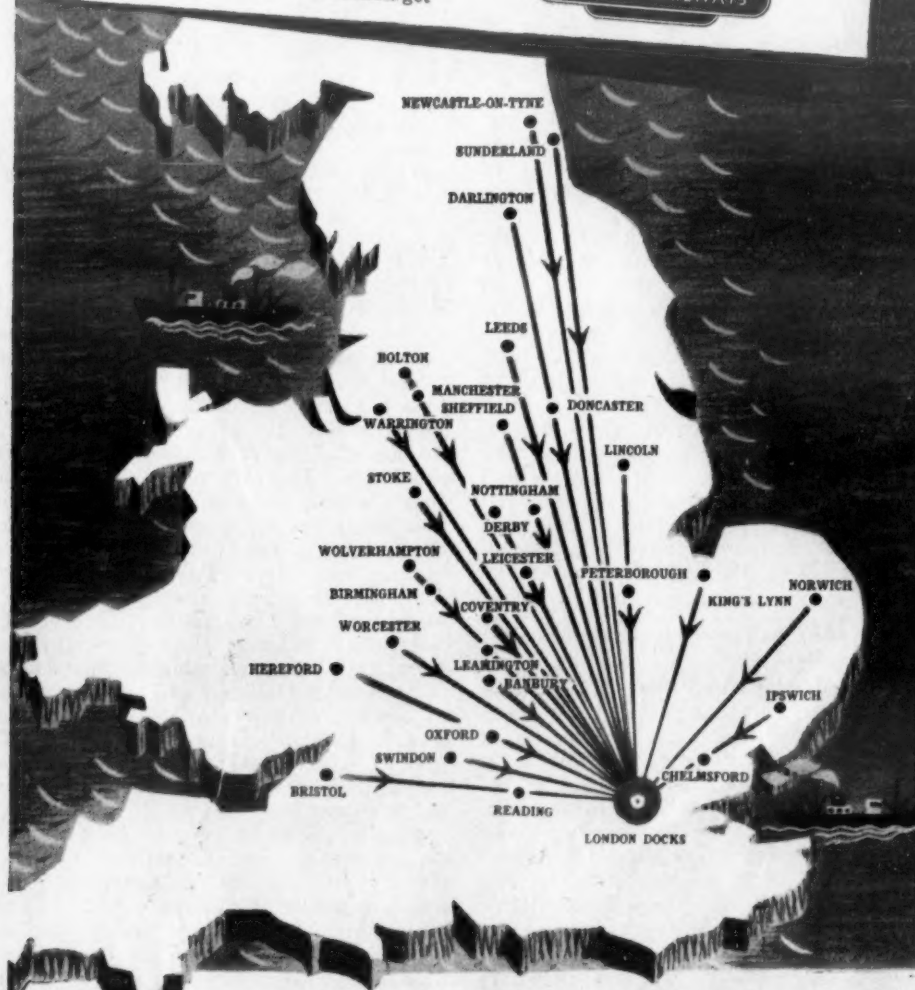 NEWCASTLE-ON-TYNE
SUNDERLAND
DARLINGTON
LEEDS
BOLTON
MANCHESTER
SHEFFIELD
DONCASTER
WARRINGTON
LINCOLN
STOKE
NOTTINGHAM
DERBY
WOLVERHAMPTON
LEICESTER
PETERBOROUGH
NORWICH
BIRMINGHAM
KING'S LYNN
COVENTRY
WORCESTER
HEREFORD
LEAMINGTON
BANBURY
IPSWICH
OXFORD
SWINDON
CHELMSFORD
BRISTOL
READING
LONDON DOCKS